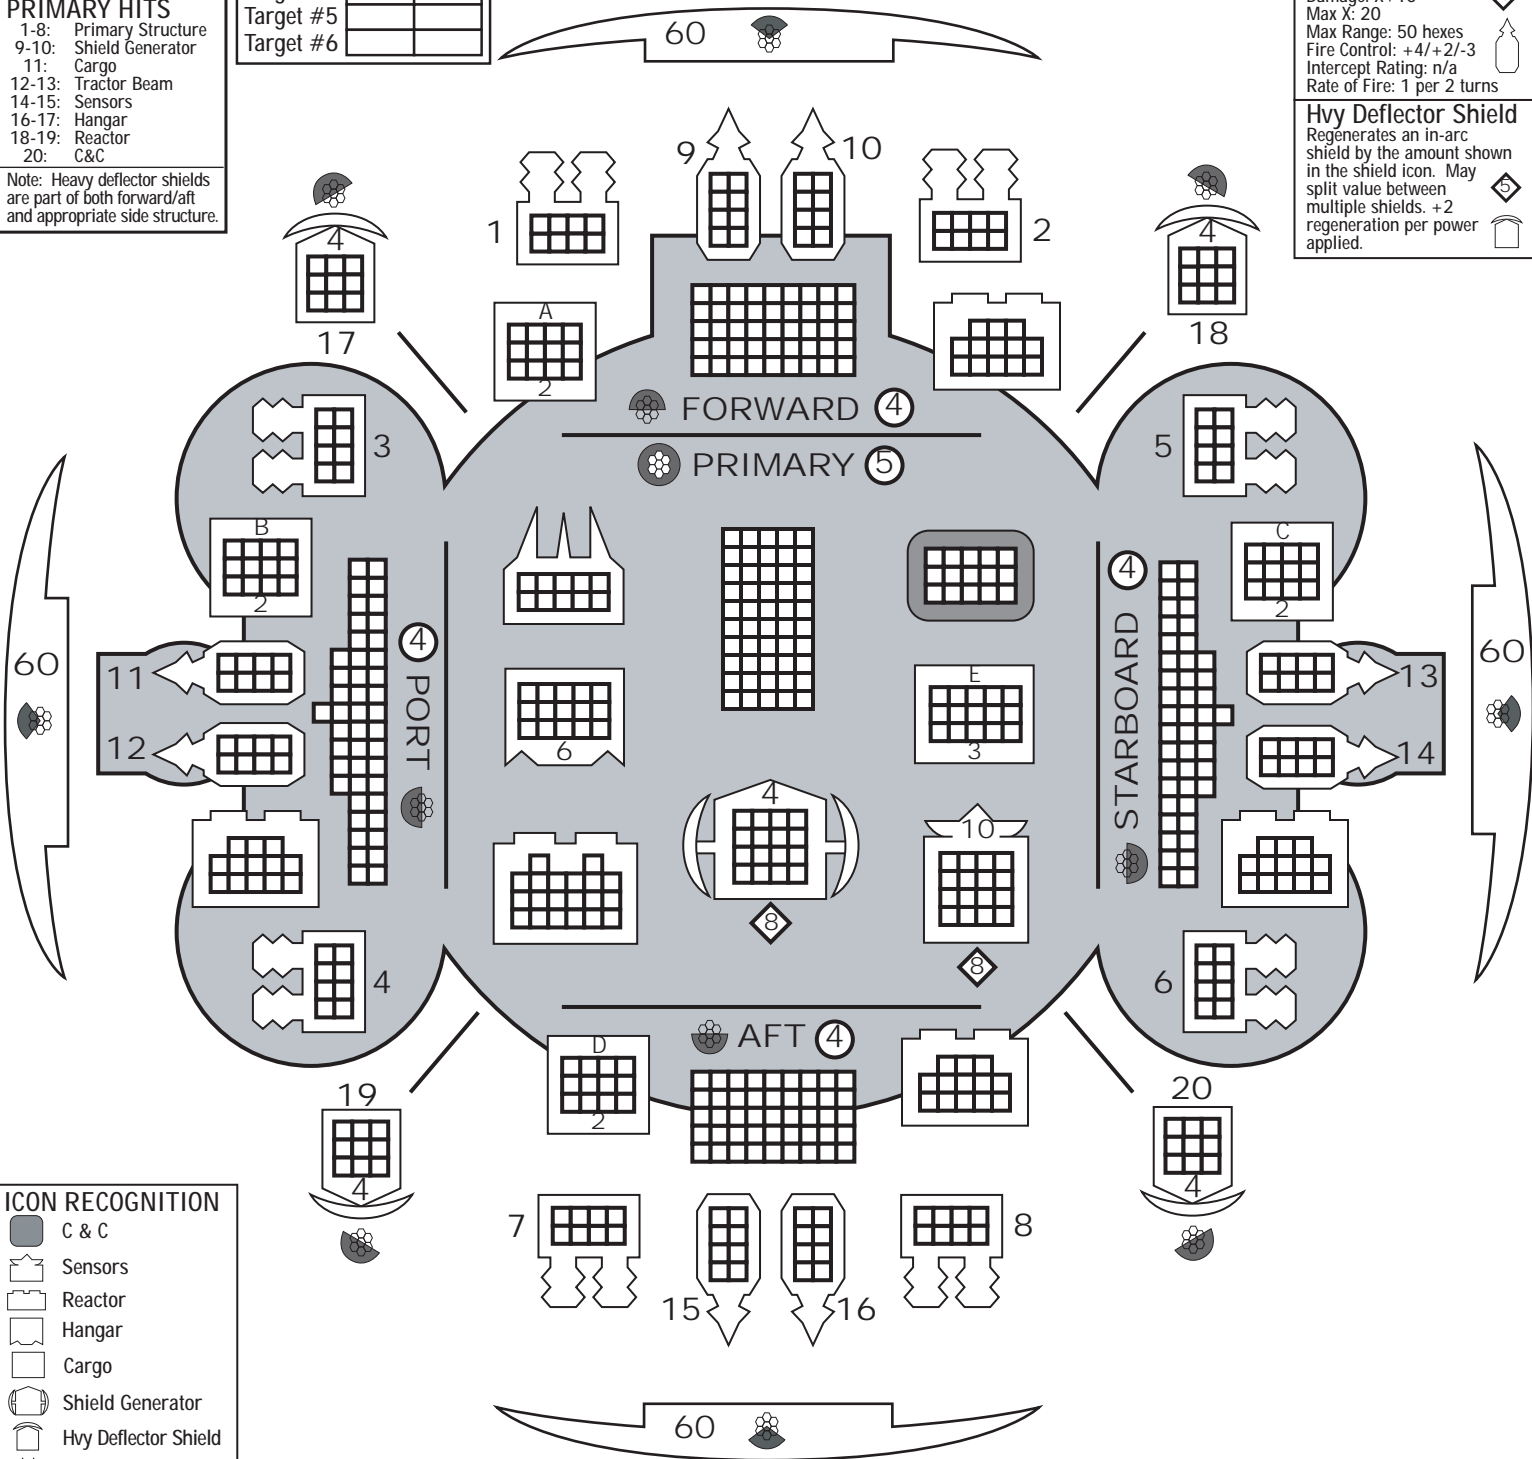 PRIMARY HITS
1-8: Primary Structure
9-10: Shield Generator
11: Cargo
12-13: Tractor Beam
14-15: Sensors
16-17: Hangar
18-19: Reactor
20: C&C
Note: Heavy deflector shields
are part of both forward/aft
and appropriate side structure.
Target #5
Target #6
60
Max X: 20
Max Range: 50 hexes
Fire Control: +4/+2/-3
Intercept Rating: n/a
Rate of Fire: 1 per 2 turns
Hvy Deflector Shield
Regenerates an in-arc
shield by the amount shown
in the shield icon. May
split value between
multiple shields. +2
regeneration per power
applied.
5
9
10
1
2
4
17
4
18
A
2
FORWARD 4
PRIMARY 5
3
5
B
2
C
2
4
PORT
4
STARBOARD
60
60
11
12
13
14
6
E
3
4
8
10
8
4
6
AFT 4
D
2
19
4
20
4
7
8
15
16
60
ICON RECOGNITION
C & C
Sensors
Reactor
Hangar
Cargo
Shield Generator
Hvy Deflector Shield